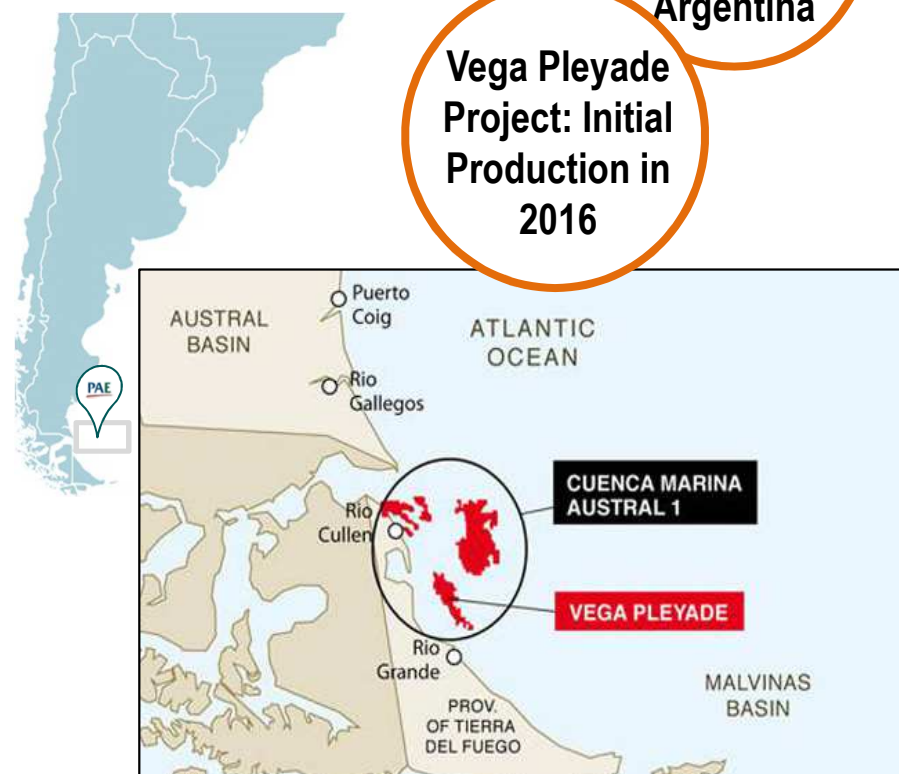 Argentina
Vega Pleyade
Project: Initial
Production in
2016
PAE
AUSTRAL
BASIN
Puerto
Coig
ATLANTIC
OCEAN
Rio
Gallegos
CUENCA MARINA
AUSTRAL 1
Rio
Cullen
VEGA PLEYADE
Rio
Grande
MALVINAS
BASIN
PROV.
OF TIERRA
DEL FUEGO